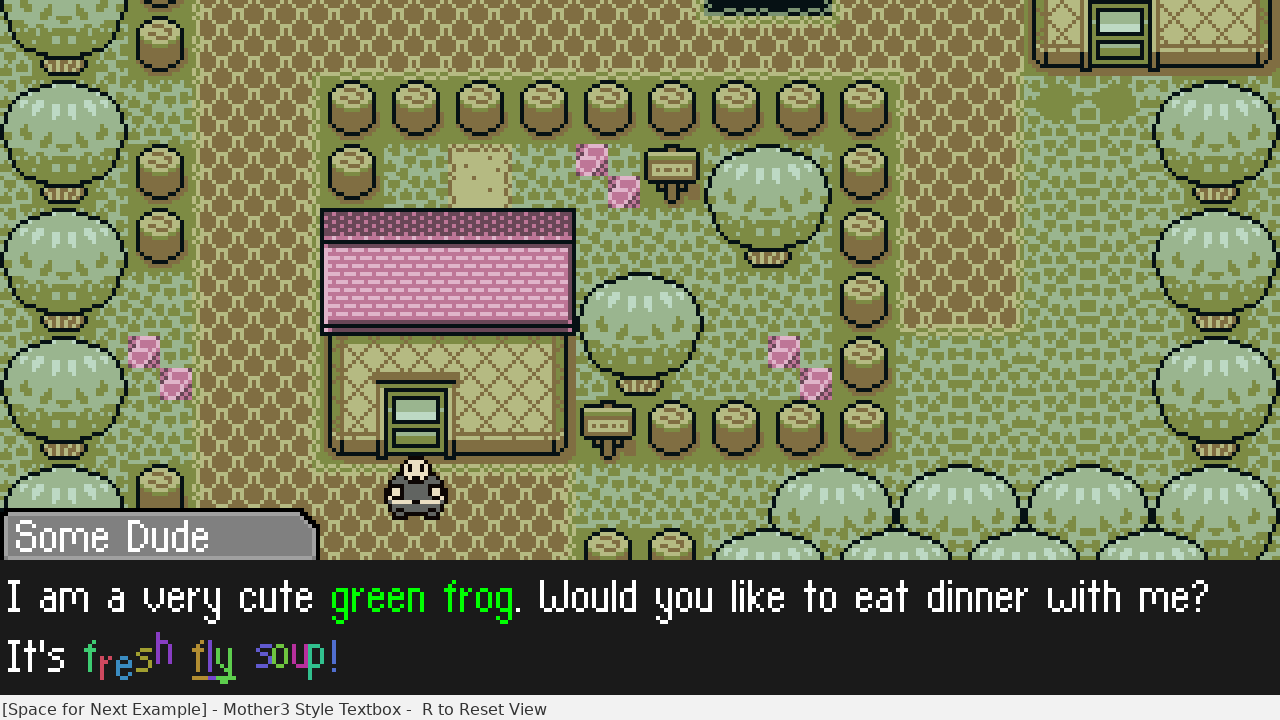 Some Dude
I am a very cute green frog. Would you like to eat dinner with me?
It's fresh fly soup!
[Space for Next Example] - Mother3 Style Textbox -  R to Reset View